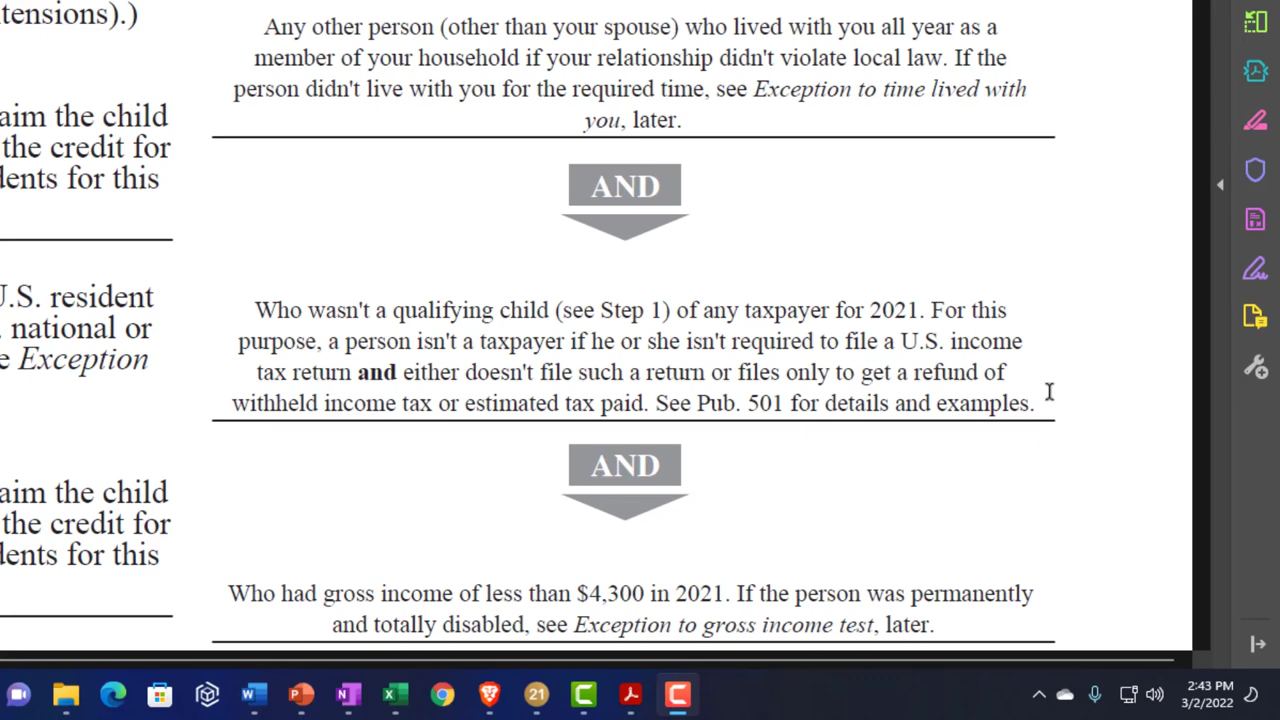 tensions).)
aim the child
the credit for
dents for this
U.S. resident
. national or
e Exception
aim the child
the credit for
dents for this
Any other person (other than your spouse) who lived with you all year as a
member of your household if your relationship didn't violate local law. If the
person didn't live with you for the required time, see Exception to time lived with
you, later.
AND
Who wasn't a qualifying child (see Step 1) of any taxpayer for 2021. For this
purpose, a person isn't a taxpayer if he or she isn't required to file a U.S. income
tax return and either doesn't file such a return or files only to get a refund of
withheld income tax or estimated tax paid. See Pub. 501 for details and examples.
AND
Who had gross income of less than $4,300 in 2021. If the person was permanently
and totally disabled, see Exception to gross income test, later.
21
2:43 PM
3/2/2022